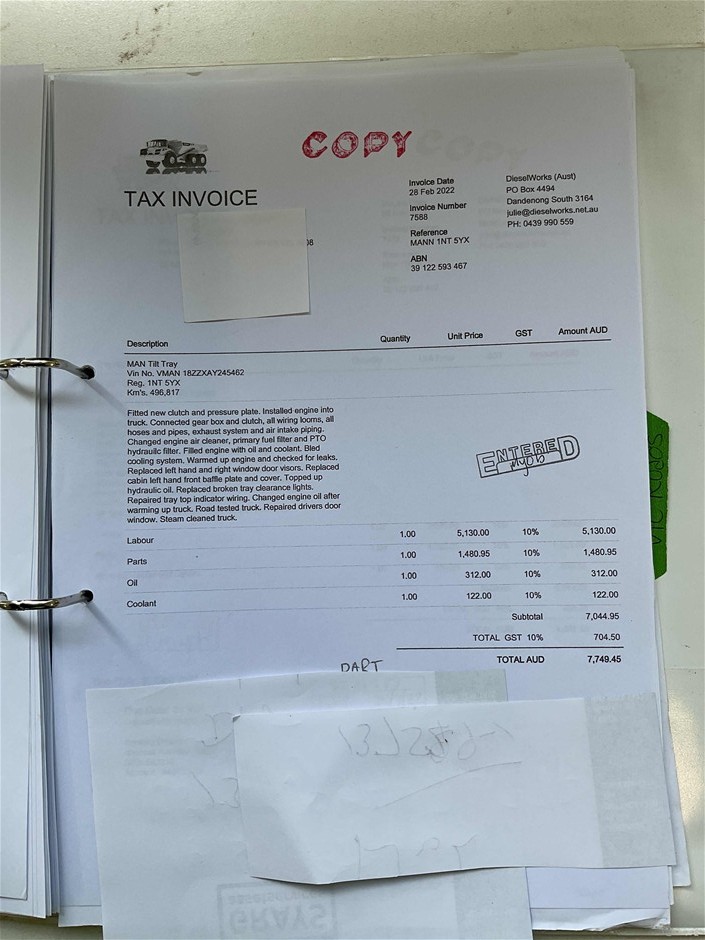 COPY
TAX INVOICE
Invoice Date
28 Feb 2022
Invoice Number
7588
Reference
MANN 1NT 5YX
ABN
39 122 593 467
DieselWorks (Aust)
PO Box 4494
Dandenong South 3164
julie@dieselworks.net.au
PH: 0439 990 559
Description Quantity Unit Price GST Amount AUD
MAN Tilt Tray
Vin No. VMAN 18ZZXAY245462
Reg. 1NT 5YX
Km's. 496,817
Fitted new clutch and pressure plate. Installed engine into
truck. Connected gear box and clutch, all wiring looms, all
hoses and pipes, exhaust system and air intake piping.
Changed engine air cleaner, primary fuel filter and PTO
hydraulic filter. Filled engine with oil and coolant. Bled
cooling system. Warmed up engine and checked for leaks.
Replaced left hand and right window door visors. Replaced
cabin left hand front baffle plate and cover. Topped up
hydraulic oil. Replaced broken tray clearance lights.
Repaired tray top indicator wiring. Changed engine oil after
warming up truck. Road tested truck. Repaired drivers door
window. Steam cleaned truck.
ENTERED
myob
Labour 1.00 5,130.00 10% 5,130.00
Parts 1.00 1,480.95 10% 1,480.95
Oil 1.00 312.00 10% 312.00
Coolant 1.00 122.00 10% 122.00
Subtotal 7,044.95
TOTAL GST 10% 704.50
TOTAL AUD 7,749.45
PART
GRAYS